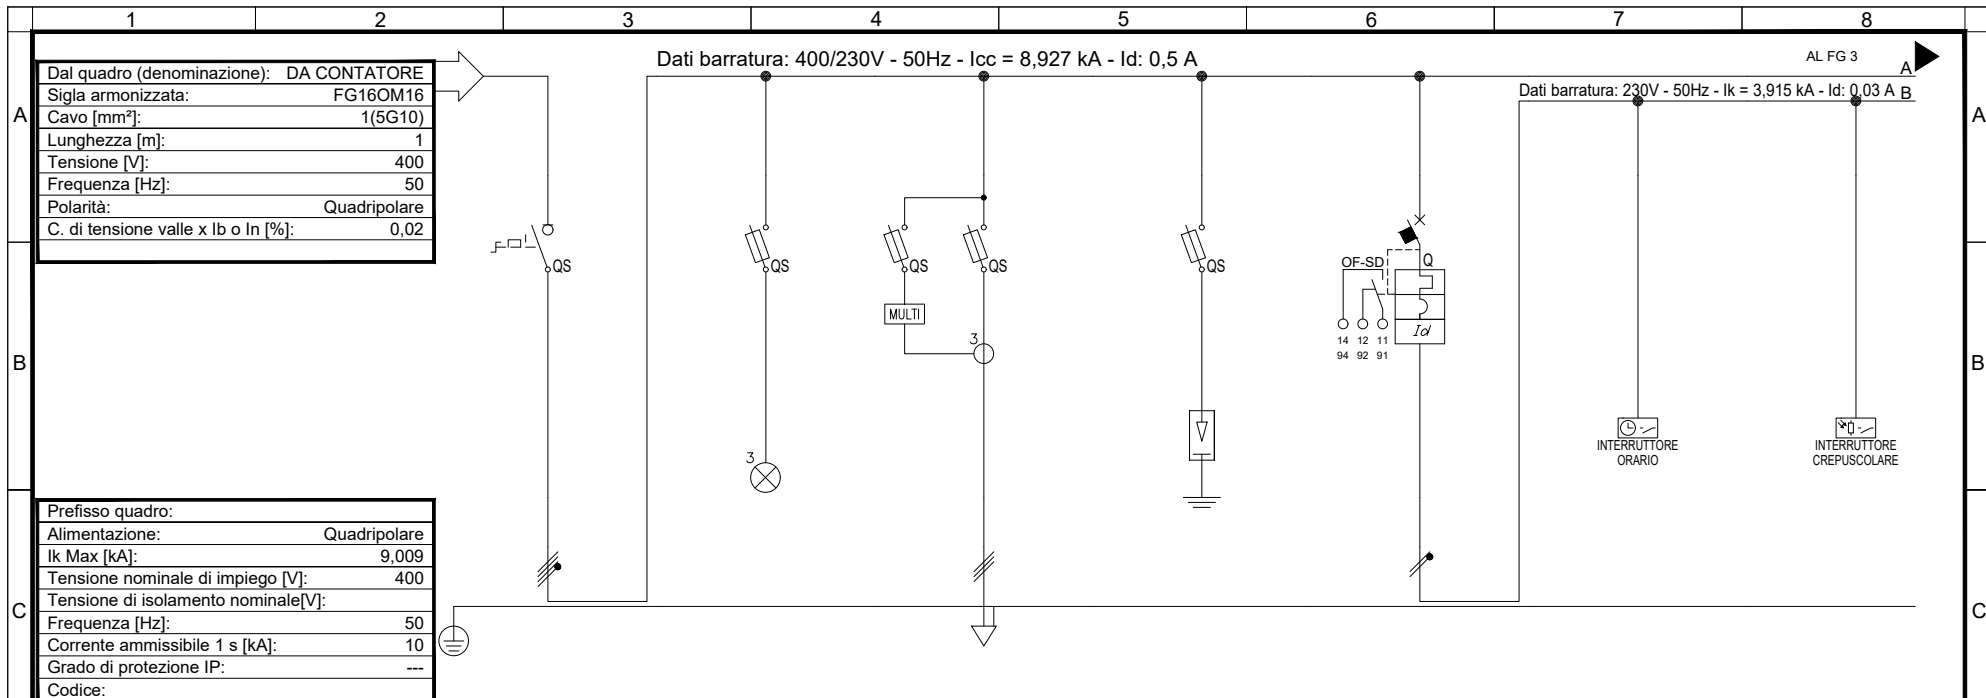 1 2 3 4 5 6 7 8
Dati barratura: 400/230V - 50Hz - Icc = 8,927 kA - Id: 0,5 A
AL FG 3
A
Dati barratura: 230V - 50Hz - Ik = 3,915 kA - Id: 0,03 A B
Dal quadro (denominazione): DA CONTATORE
Sigla armonizzata: FG16OM16
Cavo [mm²]: 1(5G10)
Lunghezza [m]: 1
Tensione [V]: 400
Frequenza [Hz]: 50
Polarità: Quadripolare
C. di tensione valle x Ib o In [%]: 0,02
A A
QS QS QS QS QS
OF-SD Q
MULTI
Id
3
14 12 11
94 92 91
B B
INTERRUTTORE
ORARIO
INTERRUTTORE
CREPUSCOLARE
3
Prefisso quadro:
Alimentazione: Quadripolare
Ik Max [kA]: 9,009
Tensione nominale di impiego [V]: 400
Tensione di isolamento nominale[V]:
Frequenza [Hz]: 50
Corrente ammissibile 1 s [kA]: 10
Grado di protezione IP: ---
Codice:
C C